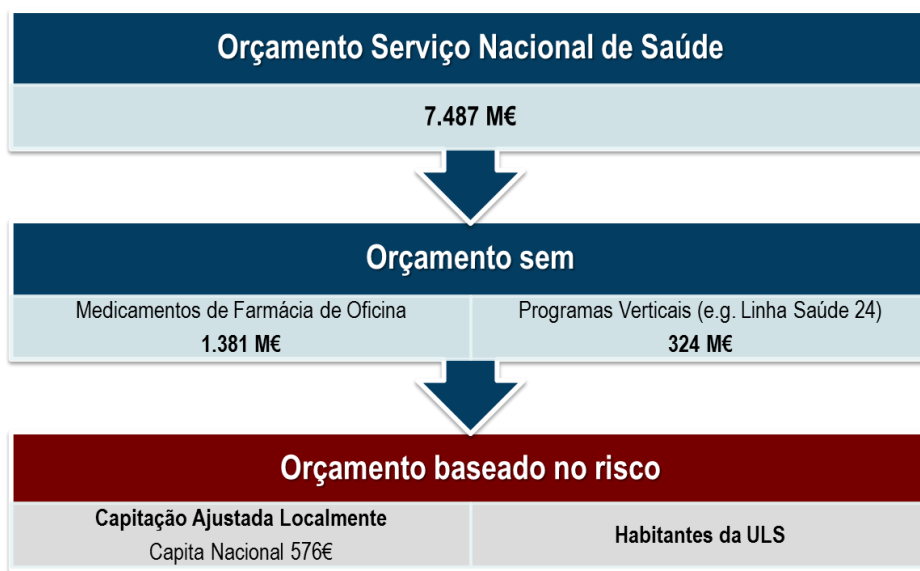 Orçamento Serviço Nacional de Saúde
7.487 M€
Orçamento sem
Medicamentos de Farmácia de Oficina
1.381 M€
Programas Verticais (e.g. Linha Saúde 24)
324 M€
Orçamento baseado no risco
Capitação Ajustada Localmente
Capita Nacional 576€
Habitantes da ULS